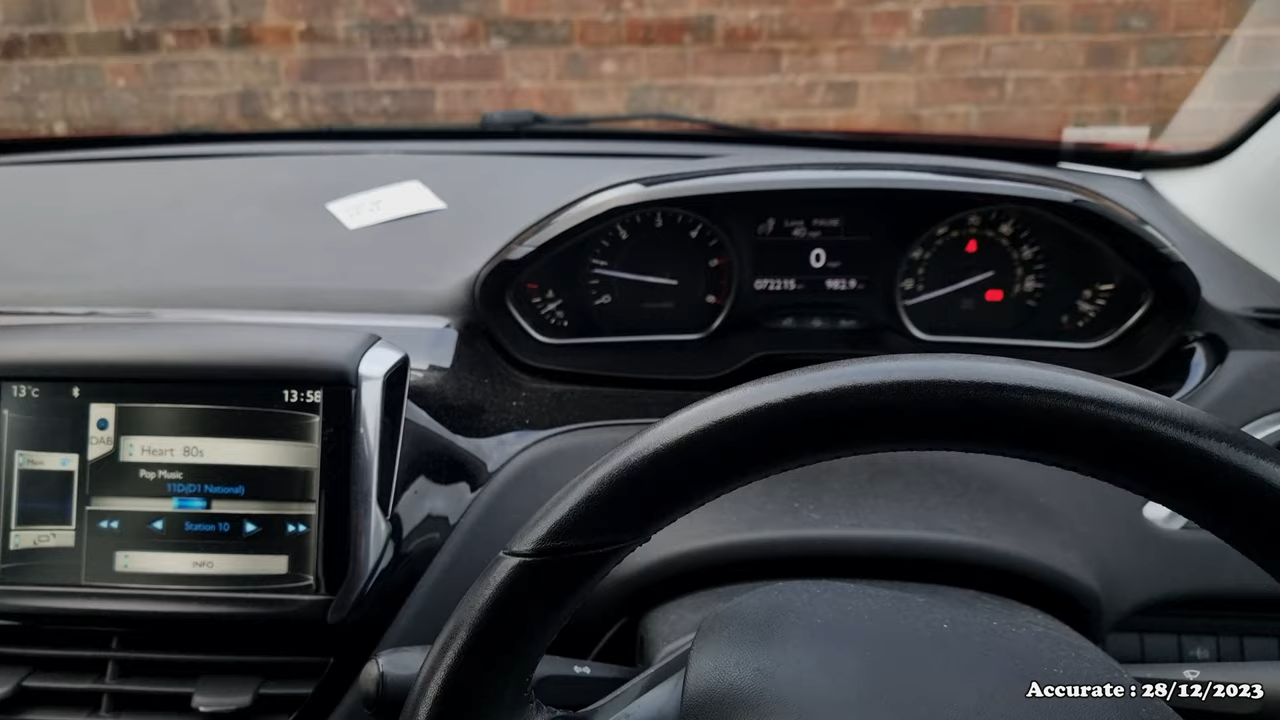 0
072215
982.9
13°C
13:58
DAB
Heart 80s
Pop Music
11D(D1 National)
Station 10
INFO
Accurate : 28/12/2023